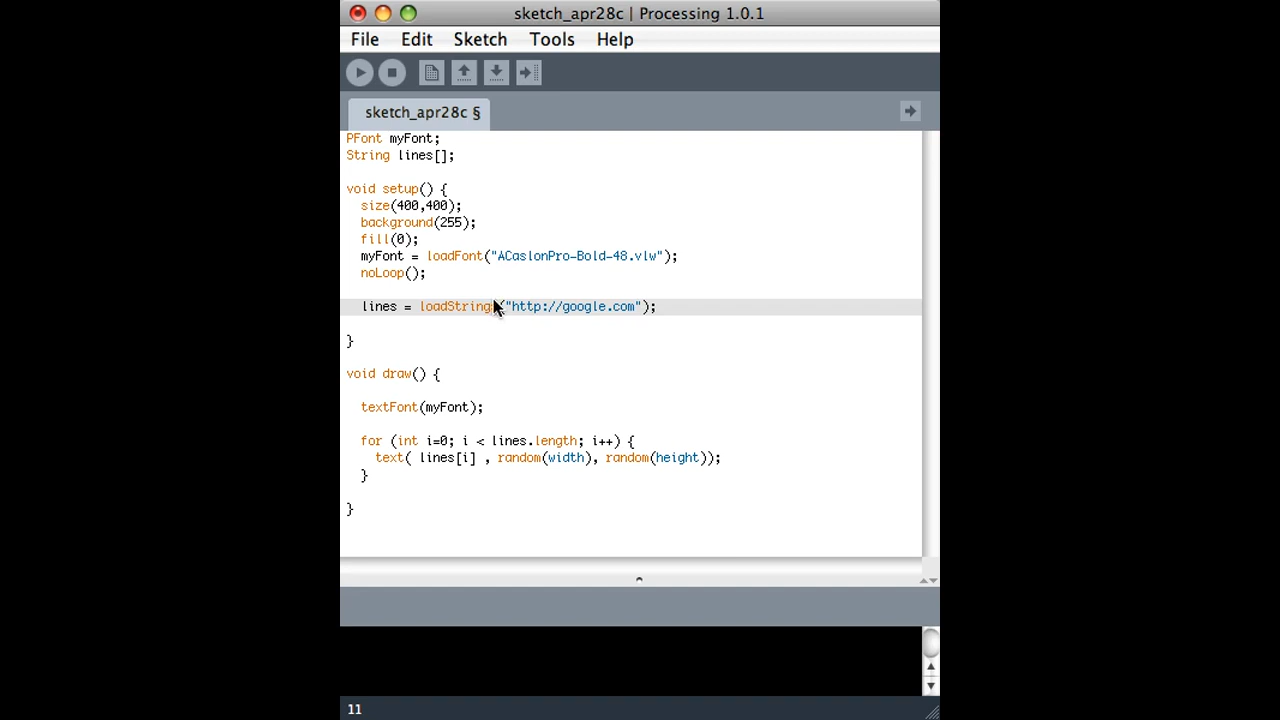 sketch_apr28c | Processing 1.0.1
File Edit Sketch Tools Help
sketch_apr28c §
PFont myFont;
String lines[];
void setup() {
size(400,400);
background(255);
fill(0);
myFont = loadFont("ACaslonPro-Bold-48.vlw");
noLoop();
lines = loadStrings("http://google.com");
}
void draw() {
textFont(myFont);
for (int i=0; i < lines.length; i++) {
text( lines[i] , random(width), random(height));
}
}
11